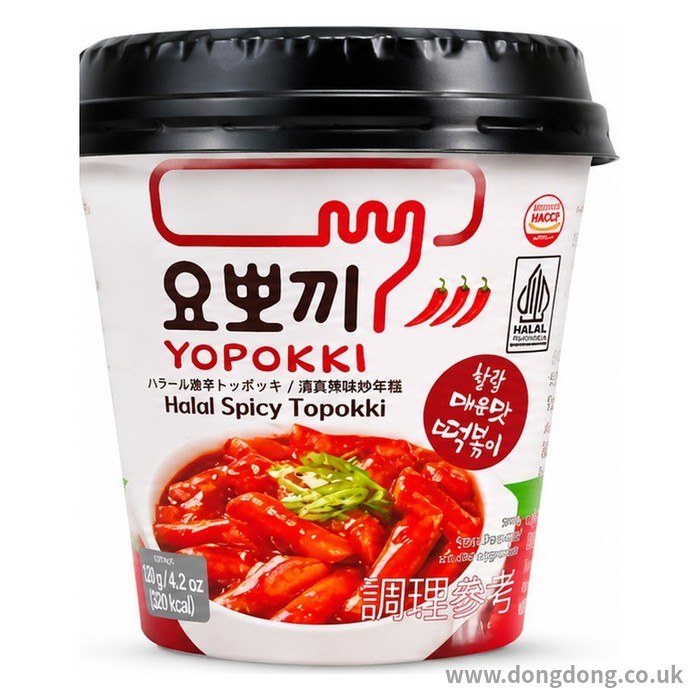 HACCP
HALAL
요뽀끼
YOPOKKI
ハラール激辛トッポッキ / 清真辣味炒年糕
Halal Spicy Topokki
할랄
매운맛
떡볶이
120 g / 4.2 oz
(320 kcal)
調理參考
www.dongdong.co.uk